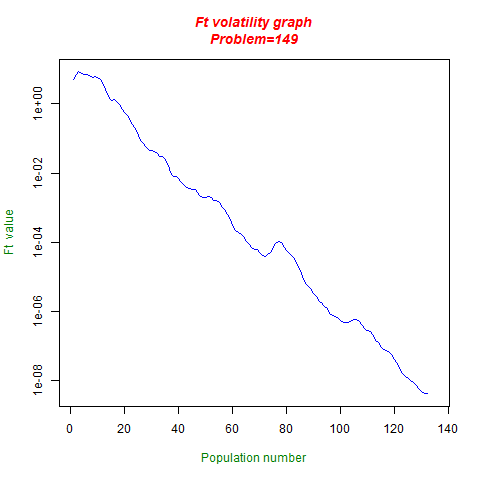 Ft volatility graph
Problem=149
Ft value
1e+00
1e-02
1e-04
1e-06
1e-08
0 20 40 60 80 100 120 140
Population number